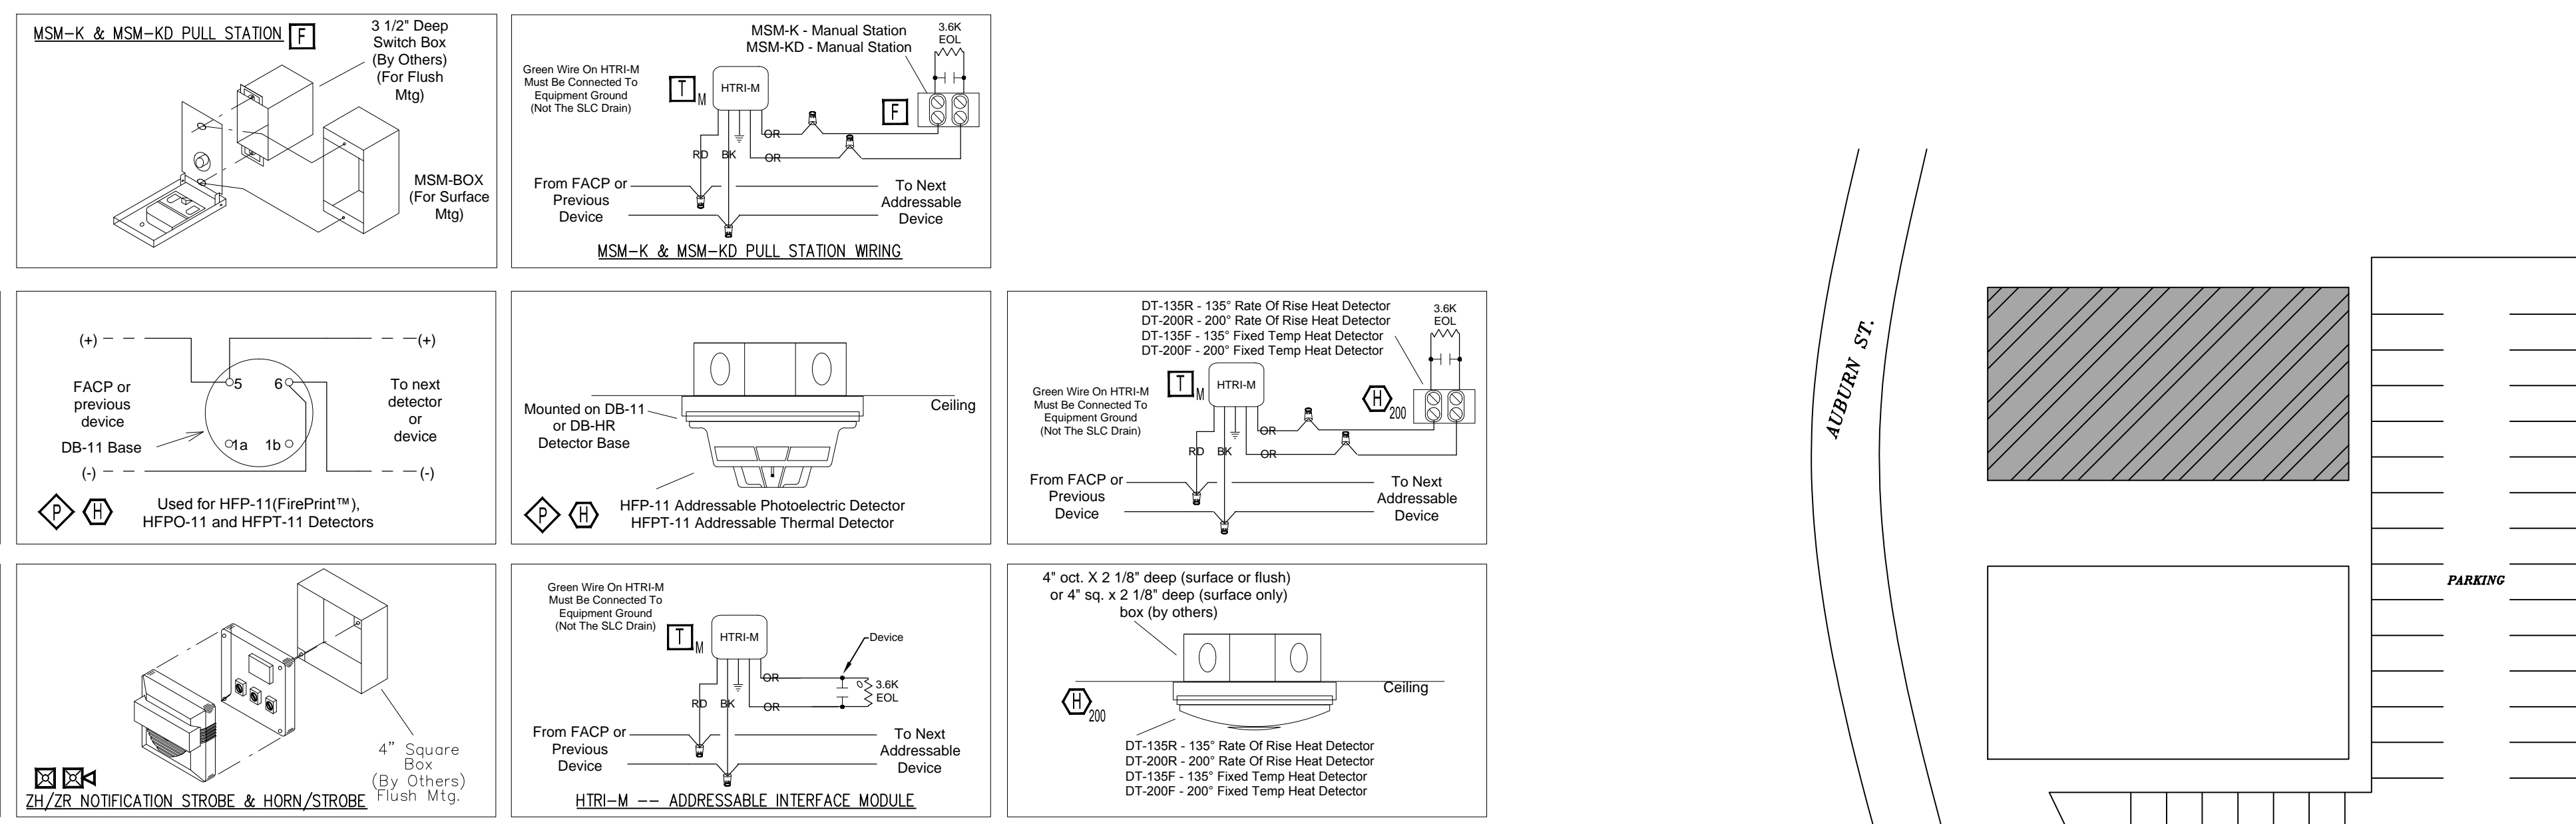 MSM-K & MSM-KD PULL STATION
F
3 1/2" Deep
Switch Box
(By Others)
(For Flush
Mtg)
MSM-BOX
(For Surface
Mtg)
MSM-K - Manual Station
MSM-KD - Manual Station
3.6K
EOL
Green Wire On HTRI-M
Must Be Connected To
Equipment Ground
(Not The SLC Drain)
T
M
HTRI-M
F
OR
RD
BK
OR
From FACP or
Previous
Device
To Next
Addressable
Device
MSM-K & MSM-KD PULL STATION WIRING
(+)
(+)
FACP or
previous
device
5
6
To next
detector
or
device
DB-11 Base
1a
1b
(-)
(-)
P
H
Used for HFP-11(FirePrint™),
HFPO-11 and HFPT-11 Detectors
Ceiling
Mounted on DB-11
or DB-HR
Detector Base
P
H
HFP-11 Addressable Photoelectric Detector
HFPT-11 Addressable Thermal Detector
DT-135R - 135° Rate Of Rise Heat Detector
DT-200R - 200° Rate Of Rise Heat Detector
DT-135F - 135° Fixed Temp Heat Detector
DT-200F - 200° Fixed Temp Heat Detector
3.6K
EOL
Green Wire On HTRI-M
Must Be Connected To
Equipment Ground
(Not The SLC Drain)
T
M
HTRI-M
H
200
OR
RD
BK
OR
From FACP or
Previous
Device
To Next
Addressable
Device
4" Square
Box
(By Others)
Flush Mtg.
ZH/ZR NOTIFICATION STROBE & HORN/STROBE
Green Wire On HTRI-M
Must Be Connected To
Equipment Ground
(Not The SLC Drain)
T
M
HTRI-M
Device
OR
3.6K
EOL
RD
BK
OR
From FACP or
Previous
Device
To Next
Addressable
Device
HTRI-M -- ADDRESSABLE INTERFACE MODULE
4" oct. X 2 1/8" deep (surface or flush)
or 4" sq. x 2 1/8" deep (surface only)
box (by others)
Ceiling
H
200
DT-135R - 135° Rate Of Rise Heat Detector
DT-200R - 200° Rate Of Rise Heat Detector
DT-135F - 135° Fixed Temp Heat Detector
DT-200F - 200° Fixed Temp Heat Detector
AUBURN ST.
PARKING